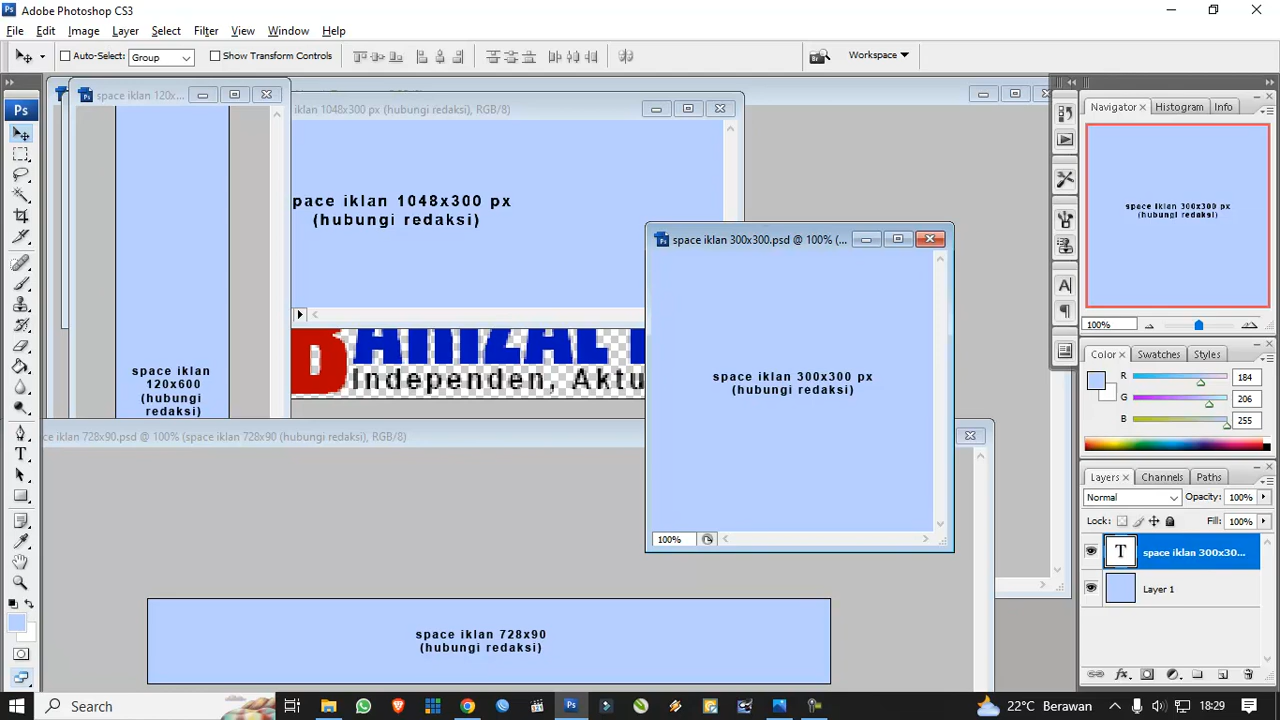 Adobe Photoshop CS3
File Edit Image Layer Select Filter View Window Help
Auto-Select: Group Show Transform Controls Workspace
space iklan 120x...
iklan 1048x300 px (hubungi redaksi), RGB/8)
Ps
Navigator Histogram Info
space iklan 300x300 px
(hubungi redaksi)
100%
pace iklan 1048x300 px
(hubungi redaksi)
space iklan 300x300.psd @ 100% (...
space iklan 300x300 px
(hubungi redaksi)
100%
space iklan
120x600
(hubungi
redaksi)
Independen, Aktu
Color Swatches Styles
R 184
G 206
B 255
ce iklan 728x90.psd @ 100% (space iklan 728x90 (hubungi redaksi), RGB/8)
space iklan 728x90
(hubungi redaksi)
Layers Channels Paths
Normal Opacity: 100%
Lock: Fill: 100%
T space iklan 300x30...
Layer 1
Search
22°C Berawan
18:29